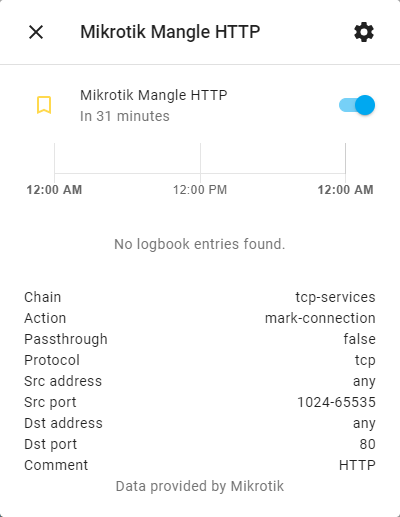 Mikrotik Mangle HTTP
Mikrotik Mangle HTTP
In 31 minutes
12:00 AM 12:00 PM 12:00 AM
No logbook entries found.
Chain tcp-services
Action mark-connection
Passthrough false
Protocol tcp
Src address any
Src port 1024-65535
Dst address any
Dst port 80
Comment HTTP
Data provided by Mikrotik